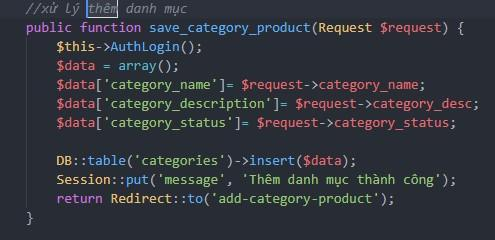 //xử lý thêm danh mục
public function save_category_product(Request $request) {
$this->AuthLogin();
$data = array();
$data['category_name']= $request->category_name;
$data['category_description']= $request->category_desc;
$data['category_status']= $request->category_status;
DB::table('categories')->insert($data);
Session::put('message', 'Thêm danh mục thành công');
return Redirect::to('add-category-product');
}